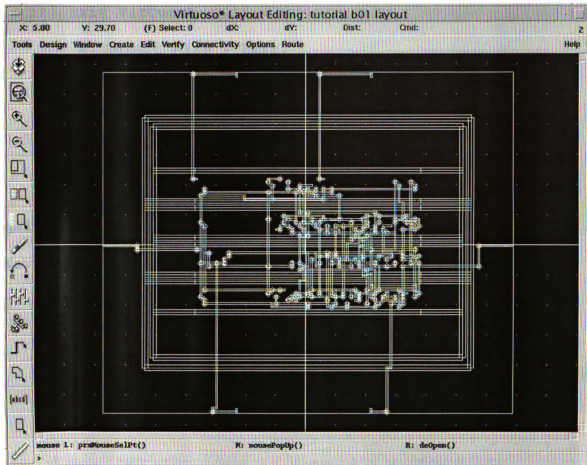 Virtuoso® Layout Editing: tutorial b01 layout
X: 5.00 Y: 29.70 (F) Select: 0 dX: dY: Dist: Cmd: 2
Tools Design Window Create Edit Verify Connectivity Options Route Help
[abcd]
mouse L: prsMouseSelPt() M: mousePopUp() R: deOpen()
>